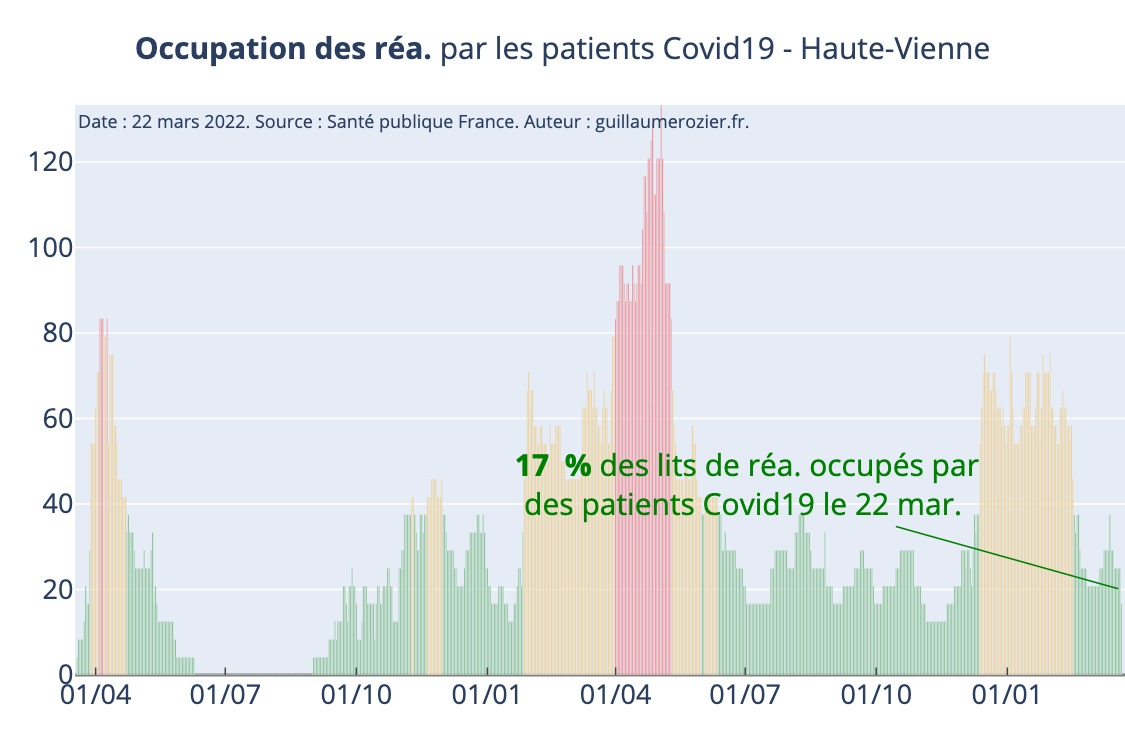 Occupation des réa. par les patients Covid19 - Haute-Vienne
Date : 22 mars 2022. Source : Santé publique France. Auteur : guillaumerozier.fr.
120
100
80
60
17 % des lits de réa. occupés par
des patients Covid19 le 22 mar.
40
20
0
01/04 01/07 01/10 01/01 01/04 01/07 01/10 01/01